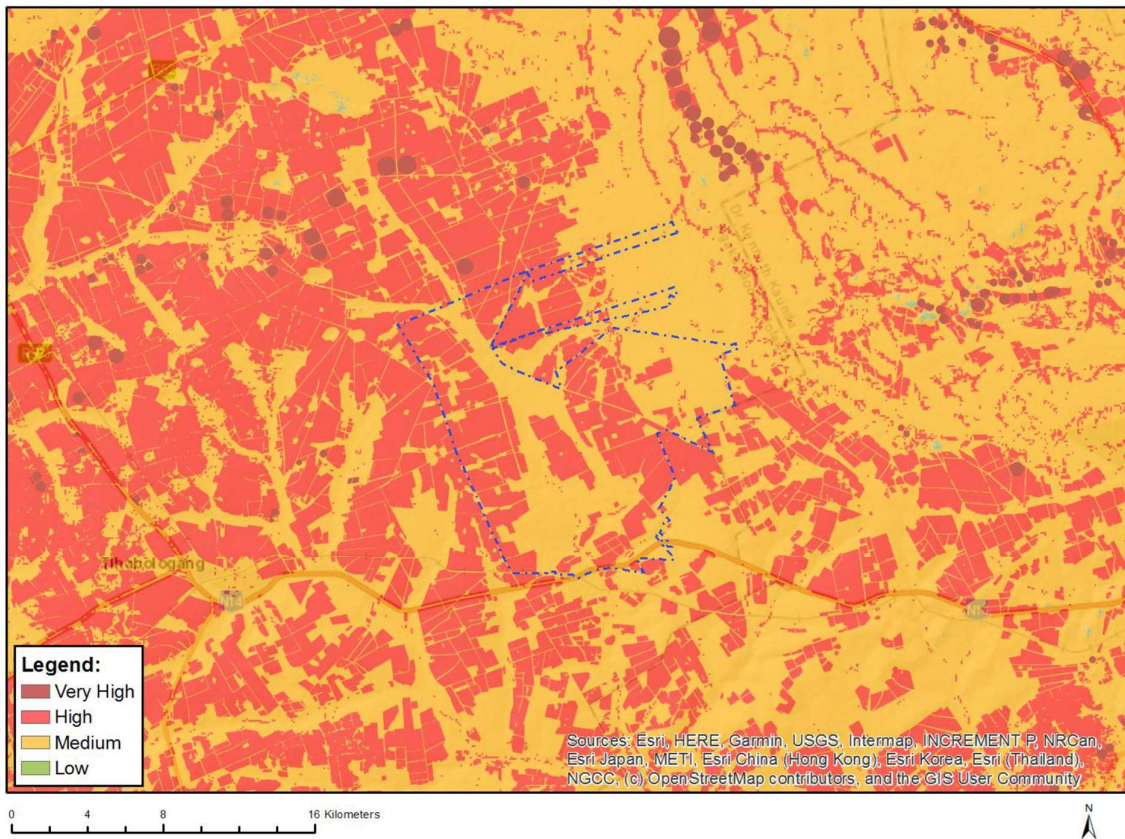 Tlhabologang
N14
Legend:
Very High
High
Medium
Low
Sources: Esri, HERE, Garmin, USGS, Intermap, INCREMENT P, NRCan,
Esri Japan, METI, Esri China (Hong Kong), Esri Korea, Esri (Thailand),
NGCC, (c) OpenStreetMap contributors, and the GIS User Community
0 4 8 16 Kilometers
N